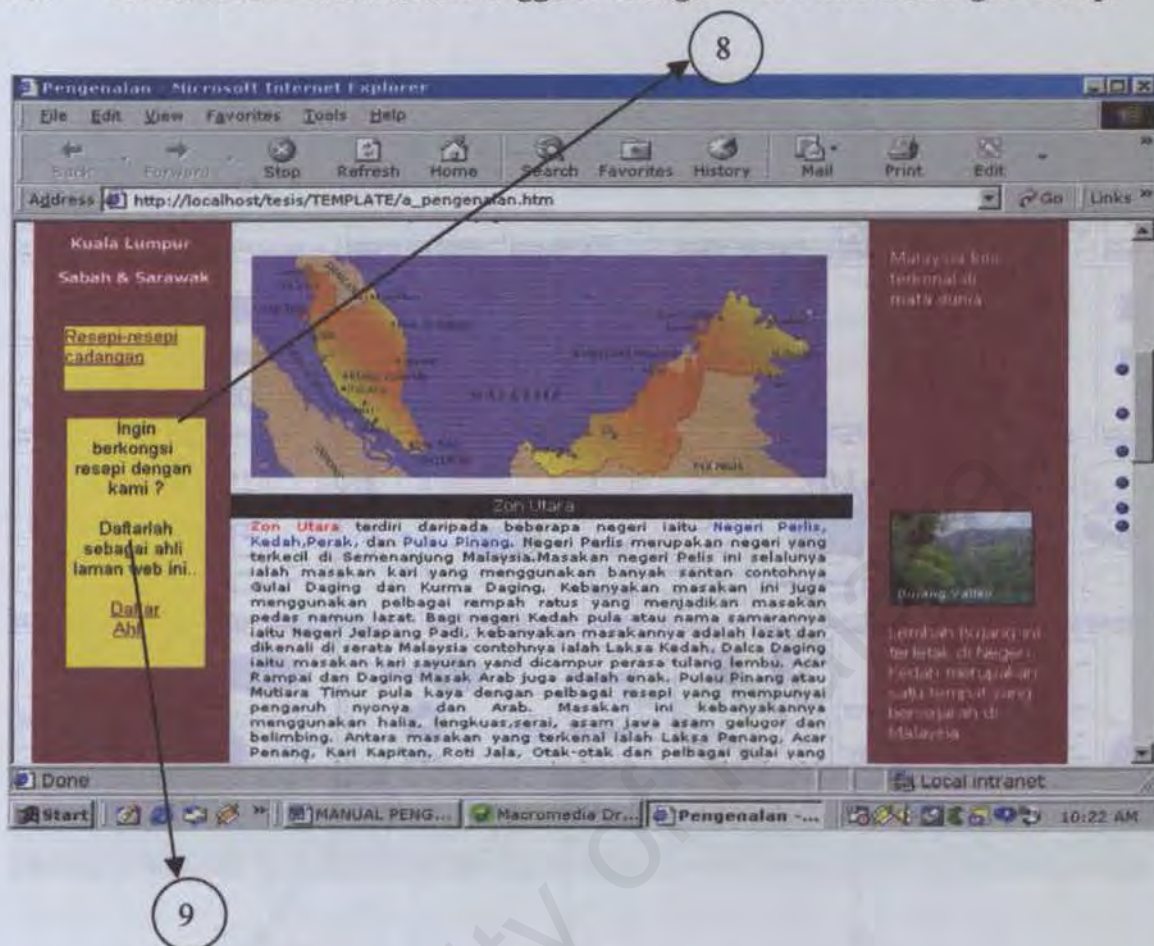 8
Pengenalan - Microsoft Internet Explorer
File Edit View Favorites Tools Help
Back Forward Stop Refresh Home Search Favorites History Mail Print Edit
Address http://localhost/tesis/TEMPLATE/a_pengenalan.htm Go Links
Kuala Lumpur
Sabah & Sarawak
Resepi-resepi
cadangan
Ingin
berkongsi
resepi dengan
kami ?
Daftarlah
sebagai ahli
laman web ini..
Daftar
Ahli
MALAYSIA
Zon Utara
Zon Utara terdiri daripada beberapa negeri iaitu Negeri Perlis,
Kedah,Perak, dan Pulau Pinang. Negeri Perlis merupakan negeri yang
terkecil di Semenanjung Malaysia.Masakan negeri Pelis ini selalunya
ialah masakan kari yang menggunakan banyak santan contohnya
Gulai Daging dan Kurma Daging. Kebanyakan masakan ini juga
menggunakan pelbagai rempah ratus yang menjadikan masakan
pedas namun lazat. Bagi negeri Kedah pula atau nama samarannya
iaitu Negeri Jelapang Padi, kebanyakan masakannya adalah lazat dan
dikenali di serata Malaysia contohnya ialah Laksa Kedah, Dalca Daging
iaitu masakan kari sayuran yand dicampur perasa tulang lembu. Acar
Rampai dan Daging Masak Arab juga adalah enak. Pulau Pinang atau
Mutiara Timur pula kaya dengan pelbagai resepi yang mempunyai
pengaruh nyonya dan Arab. Masakan ini kebanyakannya
menggunakan halia, lengkuas,serai, asam java asam gelugor dan
belimbing. Antara masakan yang terkenal ialah Laksa Penang, Acar
Penang, Kari Kapitan, Roti Jala, Otak-otak dan pelbagai gulai yang
Malaysia kini
terkenal di
mata dunia
Bujang Valley
Lembah Bujang ini
terletak di Negeri
Kedah merupakan
satu tempat yang
bersejarah di
Malaysia
Done Local intranet
Start MANUAL PENG... Macromedia Dr... Pengenalan -... 10:22 AM
9